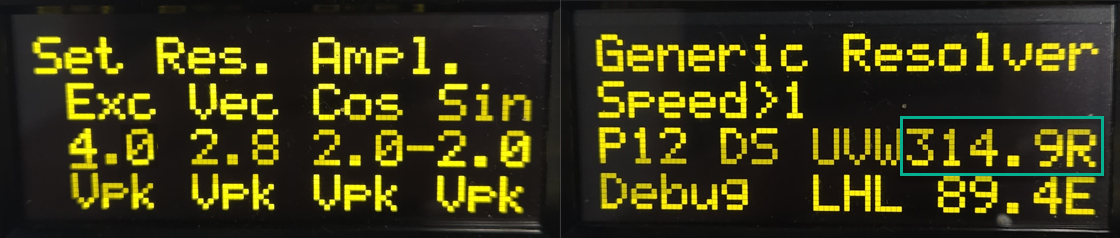 Set Res. Ampl.
Exc Vec Cos Sin
4.0 2.8 2.0-2.0
Vpk Vpk Vpk Vpk
Generic Resolver
Speed>1
P12 DS UVW314.9R
Debug LHL 89.4E